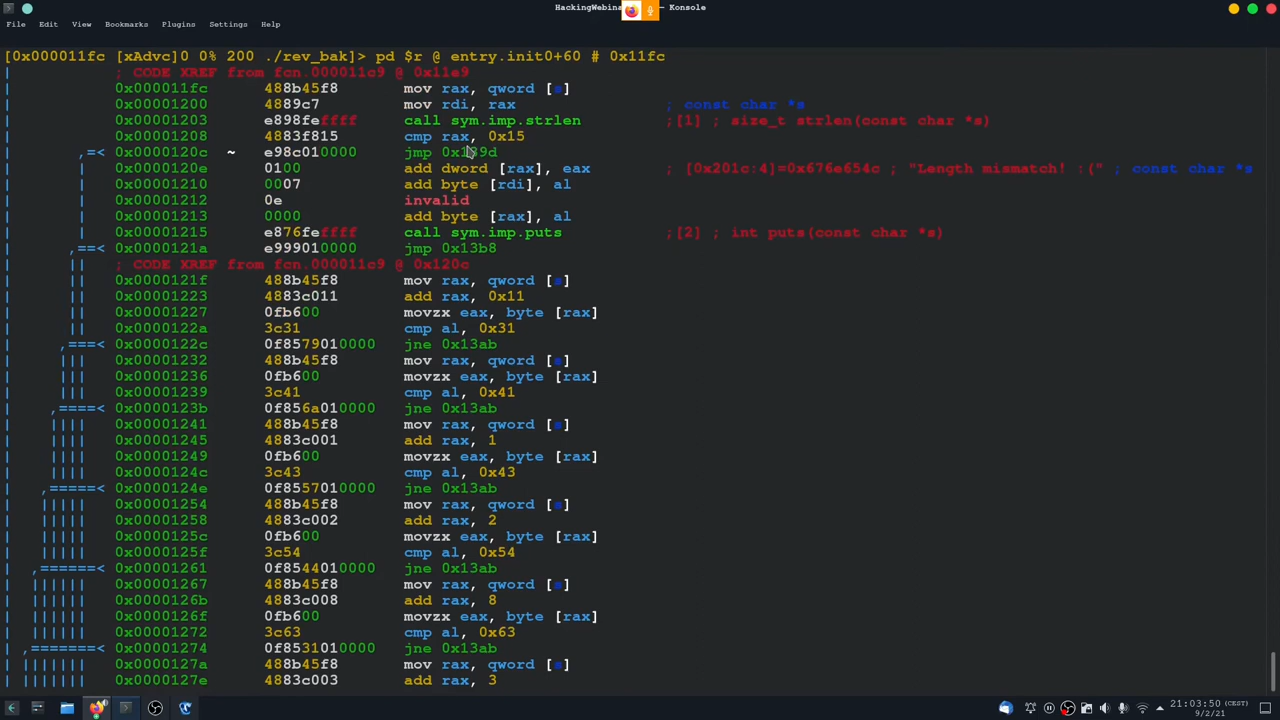 HackingWebina — Konsole
File Edit View Bookmarks Plugins Settings Help
[0x000011fc [xAdvc]0 0% 200 ./rev_bak]> pd $r @ entry.init0+60 # 0x11fc
; CODE XREF from fcn.000011c9 @ 0x11e9
0x000011fc 488b45f8 mov rax, qword [s]
0x00001200 4889c7 mov rdi, rax ; const char *s
0x00001203 e898feffff call sym.imp.strlen ;[1] ; size_t strlen(const char *s)
0x00001208 4883f815 cmp rax, 0x15
,=< 0x0000120c ~ e98c010000 jmp 0x139d
0x0000120e 0100 add dword [rax], eax ; [0x201c:4]=0x676e654c ; "Length mismatch! :(" ; const char *s
0x00001210 0007 add byte [rdi], al
0x00001212 0e invalid
0x00001213 0000 add byte [rax], al
0x00001215 e876feffff call sym.imp.puts ;[2] ; int puts(const char *s)
,==< 0x0000121a e999010000 jmp 0x13b8
; CODE XREF from fcn.000011c9 @ 0x120c
0x0000121f 488b45f8 mov rax, qword [s]
0x00001223 4883c011 add rax, 0x11
0x00001227 0fb600 movzx eax, byte [rax]
0x0000122a 3c31 cmp al, 0x31
,===< 0x0000122c 0f8579010000 jne 0x13ab
0x00001232 488b45f8 mov rax, qword [s]
0x00001236 0fb600 movzx eax, byte [rax]
0x00001239 3c41 cmp al, 0x41
,====< 0x0000123b 0f856a010000 jne 0x13ab
0x00001241 488b45f8 mov rax, qword [s]
0x00001245 4883c001 add rax, 1
0x00001249 0fb600 movzx eax, byte [rax]
0x0000124c 3c43 cmp al, 0x43
,=====< 0x0000124e 0f8557010000 jne 0x13ab
0x00001254 488b45f8 mov rax, qword [s]
0x00001258 4883c002 add rax, 2
0x0000125c 0fb600 movzx eax, byte [rax]
0x0000125f 3c54 cmp al, 0x54
,======< 0x00001261 0f8544010000 jne 0x13ab
0x00001267 488b45f8 mov rax, qword [s]
0x0000126b 4883c008 add rax, 8
0x0000126f 0fb600 movzx eax, byte [rax]
0x00001272 3c63 cmp al, 0x63
,=======< 0x00001274 0f8531010000 jne 0x13ab
0x0000127a 488b45f8 mov rax, qword [s]
0x0000127e 4883c003 add rax, 3
21:03:50 (CEST)
9/2/21